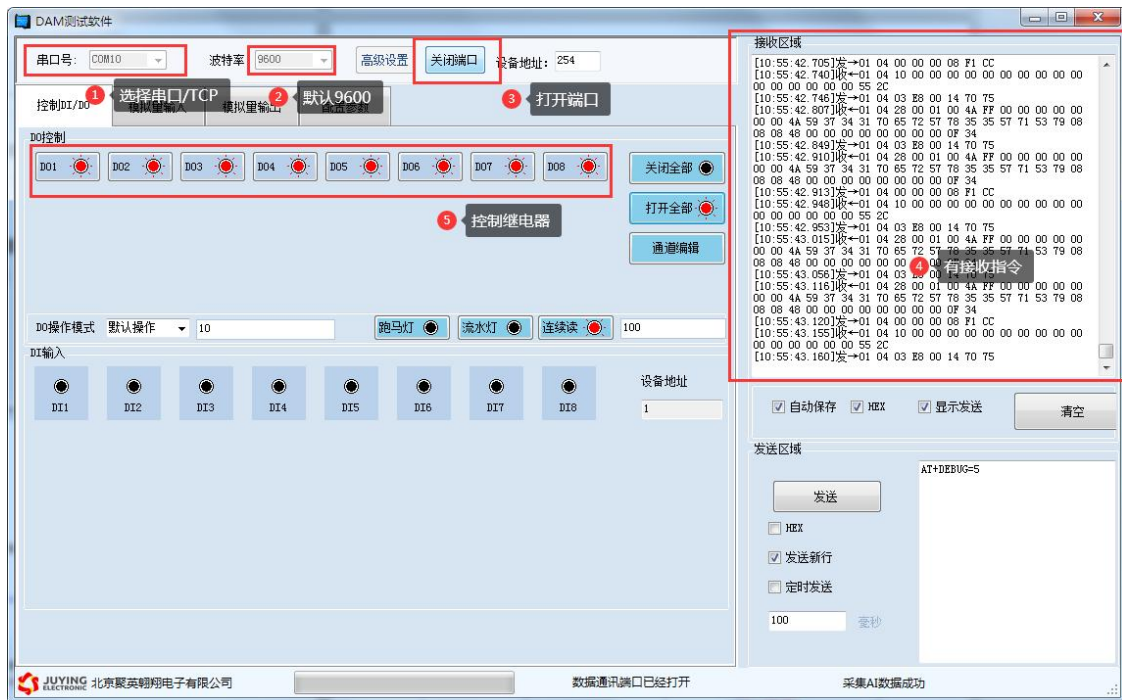 DAM测试软件
串口号: COM10 波特率 9600 高级设置 关闭端口 设备地址: 254
1 选择串口/TCP 2 默认9600 3 打开端口
控制DI/DO 模拟量输入 模拟量输出 配置参数
DO控制
DO1 DO2 DO3 DO4 DO5 DO6 DO7 DO8 关闭全部
打开全部
5 控制继电器
通道编辑
DO操作模式 默认操作 10 跑马灯 流水灯 连续读 100
DI输入
设备地址
DI1 DI2 DI3 DI4 DI5 DI6 DI7 DI8 1
接收区域
[10:55:42.705]发→01 04 00 00 00 08 F1 CC
[10:55:42.740]收←01 04 10 00 00 00 00 00 00 00 00 00
00 00 00 00 00 00 55 2C
[10:55:42.746]发→01 04 03 E8 00 14 70 75
[10:55:42.807]收←01 04 28 00 01 00 4A FF 00 00 00 00 00
00 00 4A 59 37 34 31 70 65 72 57 78 35 35 57 71 53 79 08
08 08 48 00 00 00 00 00 00 00 00 0F 34
[10:55:42.849]发→01 04 03 E8 00 14 70 75
[10:55:42.910]收←01 04 28 00 01 00 4A FF 00 00 00 00 00
00 00 4A 59 37 34 31 70 65 72 57 78 35 35 57 71 53 79 08
08 08 48 00 00 00 00 00 00 00 00 0F 34
[10:55:42.913]发→01 04 00 00 00 08 F1 CC
[10:55:42.948]收←01 04 10 00 00 00 00 00 00 00 00 00
00 00 00 00 00 00 55 2C
[10:55:42.953]发→01 04 03 E8 00 14 70 75
[10:55:43.015]收←01 04 28 00 01 00 4A FF 00 00 00 00 00
00 00 4A 59 37 34 31 70 65 72 57 78 35 35 57 71 53 79 08
08 08 48 00 00 00 00 00 00
4 有接收指令
[10:55:43.056]发→01 04 03 E8 00 14 70 75
[10:55:43.116]收←01 04 28 00 01 00 4A FF 00 00 00 00 00
00 00 4A 59 37 34 31 70 65 72 57 78 35 35 57 71 53 79 08
08 08 48 00 00 00 00 00 00 00 00 0F 34
[10:55:43.120]发→01 04 00 00 00 08 F1 CC
[10:55:43.155]收←01 04 10 00 00 00 00 00 00 00 00 00
00 00 00 00 00 00 55 2C
[10:55:43.160]发→01 04 03 E8 00 14 70 75
自动保存 HEX 显示发送 清空
发送区域
AT+DEBUG=5
发送
HEX
发送新行
定时发送
100 毫秒
JUYING ELECTRONIC 北京聚英翱翔电子有限公司 数据通讯端口已经打开 采集AI数据成功